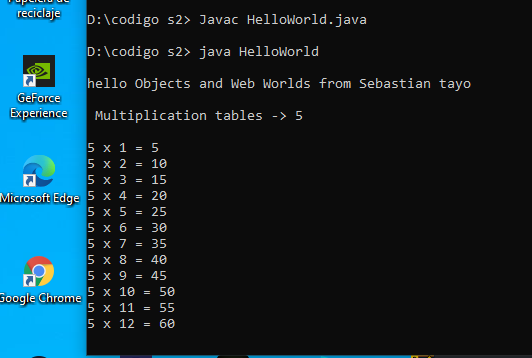 Papelera de
reciclaje
GeForce
Experience
Microsoft Edge
Google Chrome
D:\codigo s2> Javac HelloWorld.java
D:\codigo s2> java HelloWorld
hello Objects and Web Worlds from Sebastian tayo
Multiplication tables -> 5
5 x 1 = 5
5 x 2 = 10
5 x 3 = 15
5 x 4 = 20
5 x 5 = 25
5 x 6 = 30
5 x 7 = 35
5 x 8 = 40
5 x 9 = 45
5 x 10 = 50
5 x 11 = 55
5 x 12 = 60